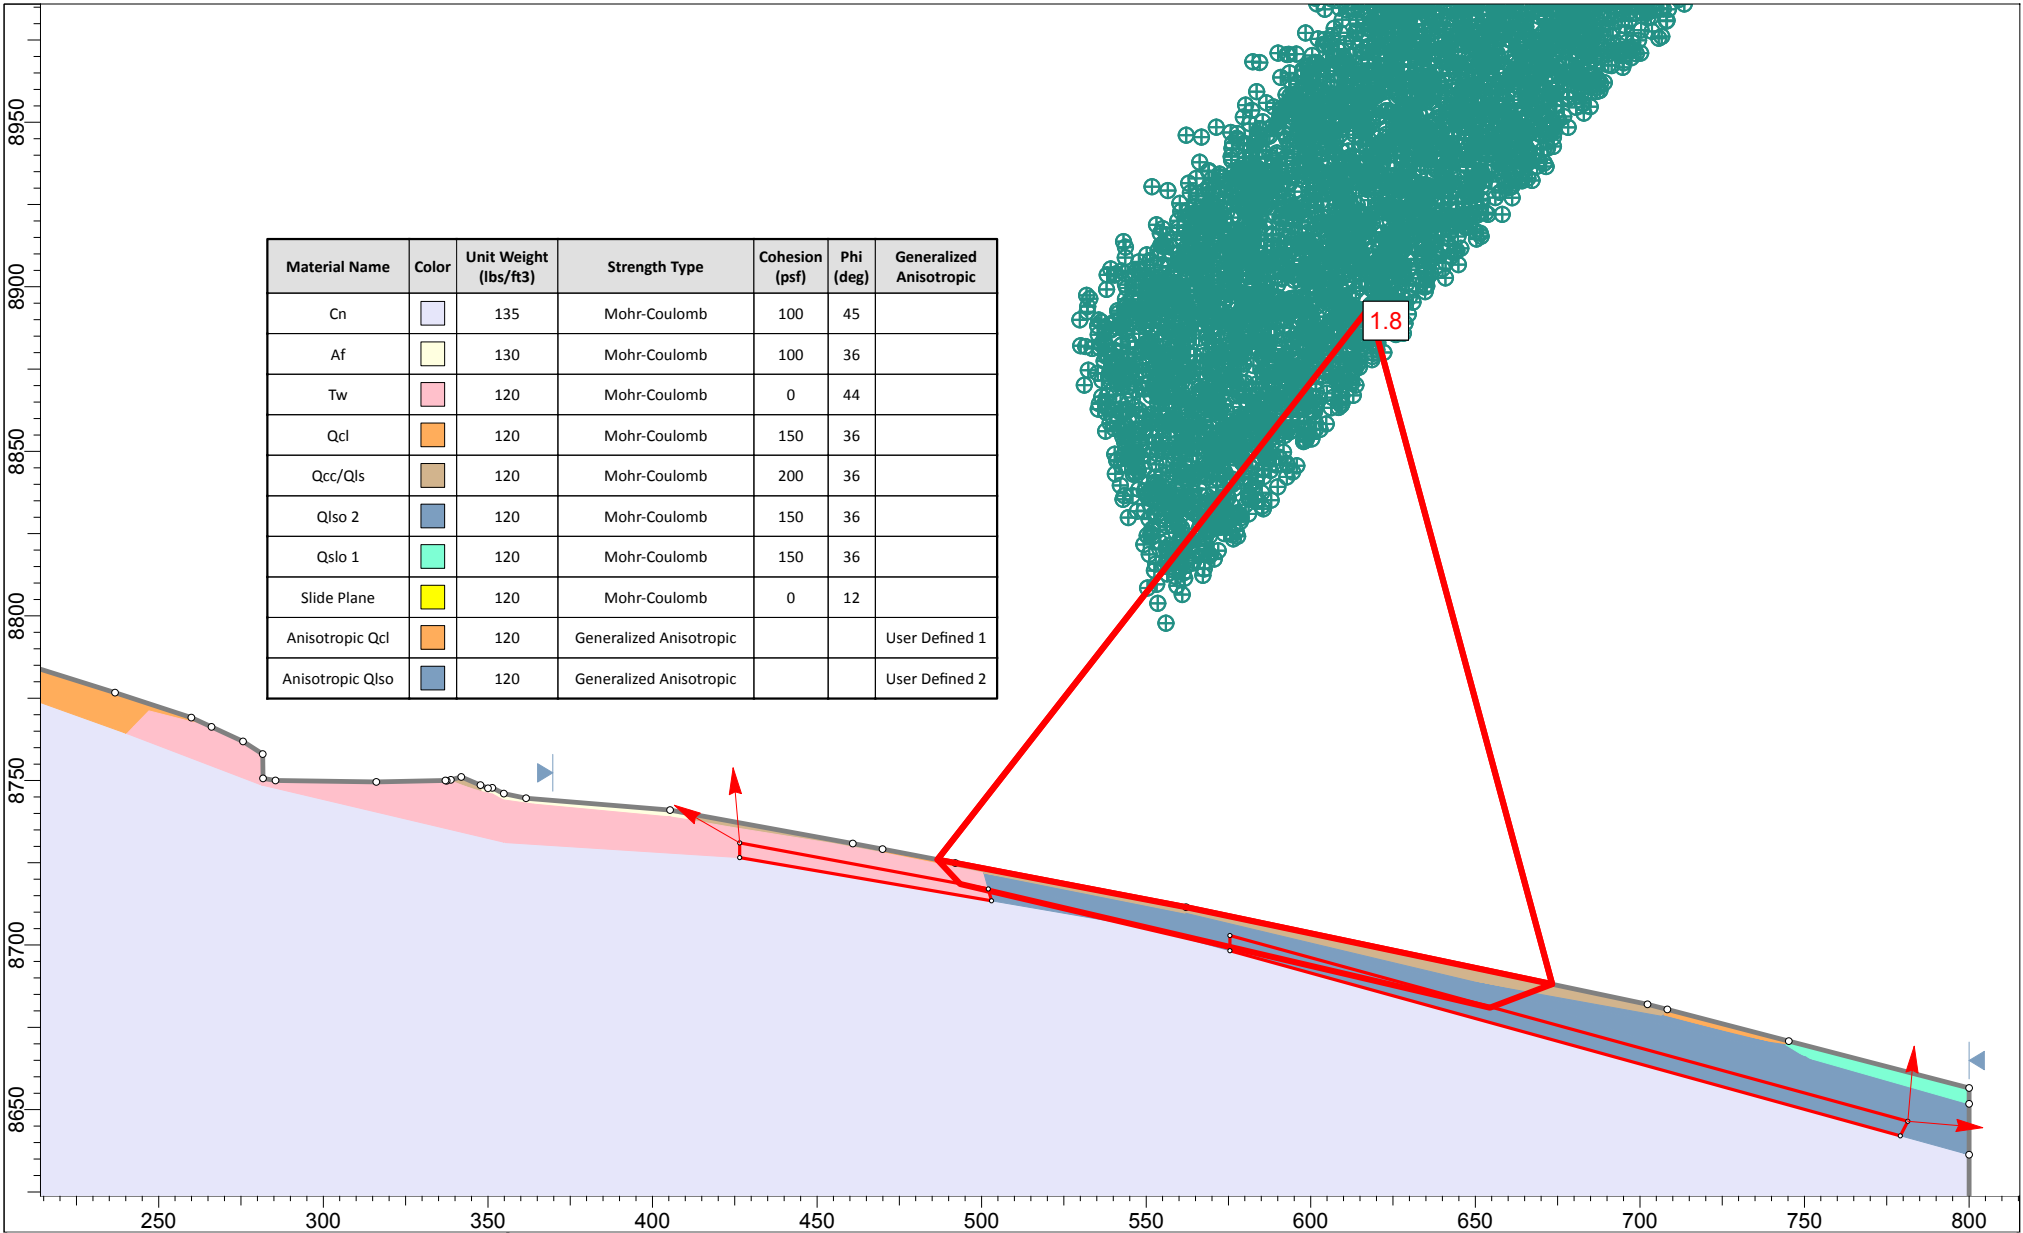 8950
8900
8850
8800
8750
8700
8650
1.8
Material Name Color Unit Weight (lbs/ft3) Strength Type Cohesion (psf) Phi (deg) Generalized Anisotropic
Cn 135 Mohr-Coulomb 100 45
Af 130 Mohr-Coulomb 100 36
Tw 120 Mohr-Coulomb 0 44
Qcl 120 Mohr-Coulomb 150 36
Qcc/Qls 120 Mohr-Coulomb 200 36
Qlso 2 120 Mohr-Coulomb 150 36
Qslo 1 120 Mohr-Coulomb 150 36
Slide Plane 120 Mohr-Coulomb 0 12
Anisotropic Qcl 120 Generalized Anisotropic User Defined 1
Anisotropic Qlso 120 Generalized Anisotropic User Defined 2
250 300 350 400 450 500 550 600 650 700 750 800